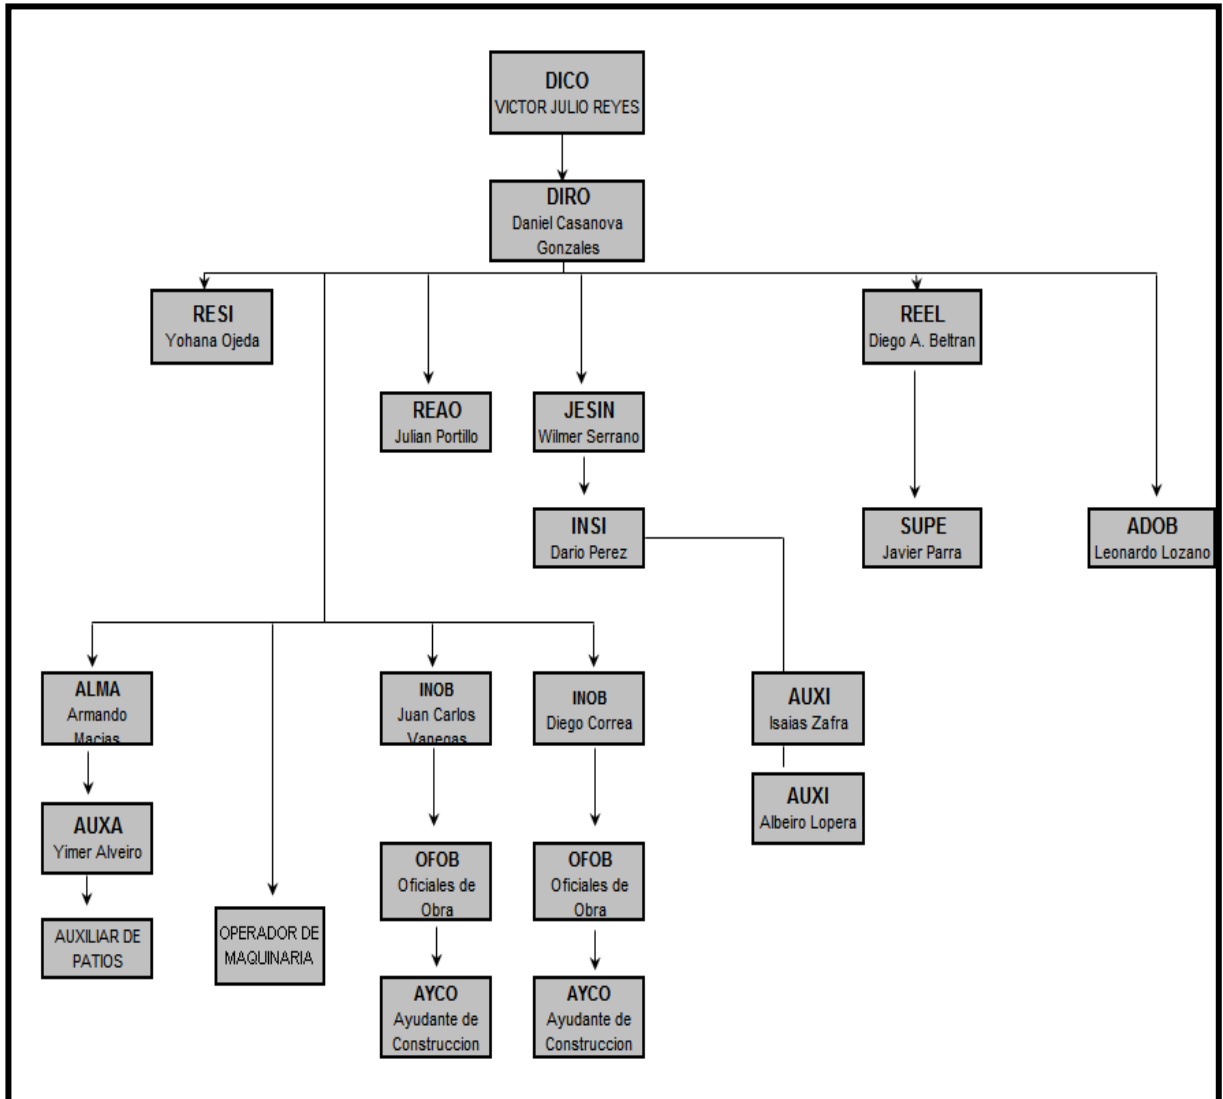 DICO
VICTOR JULIO REYES
DIRO
Daniel Casanova
Gonzales
RESI
Yohana Ojeda
REEL
Diego A. Beltran
REAO
Julian Portillo
JESIN
Wilmer Serrano
INSI
Dario Perez
SUPE
Javier Parra
ADOB
Leonardo Lozano
ALMA
Armando
Macias
INOB
Juan Carlos
Vanegas
INOB
Diego Correa
AUXI
Isaias Zafra
AUXI
Albeiro Lopera
AUXA
Yimer Alveiro
OFOB
Oficiales de
Obra
OFOB
Oficiales de
Obra
AUXILIAR DE
PATIOS
OPERADOR DE
MAQUINARIA
AYCO
Ayudante de
Construccion
AYCO
Ayudante de
Construccion